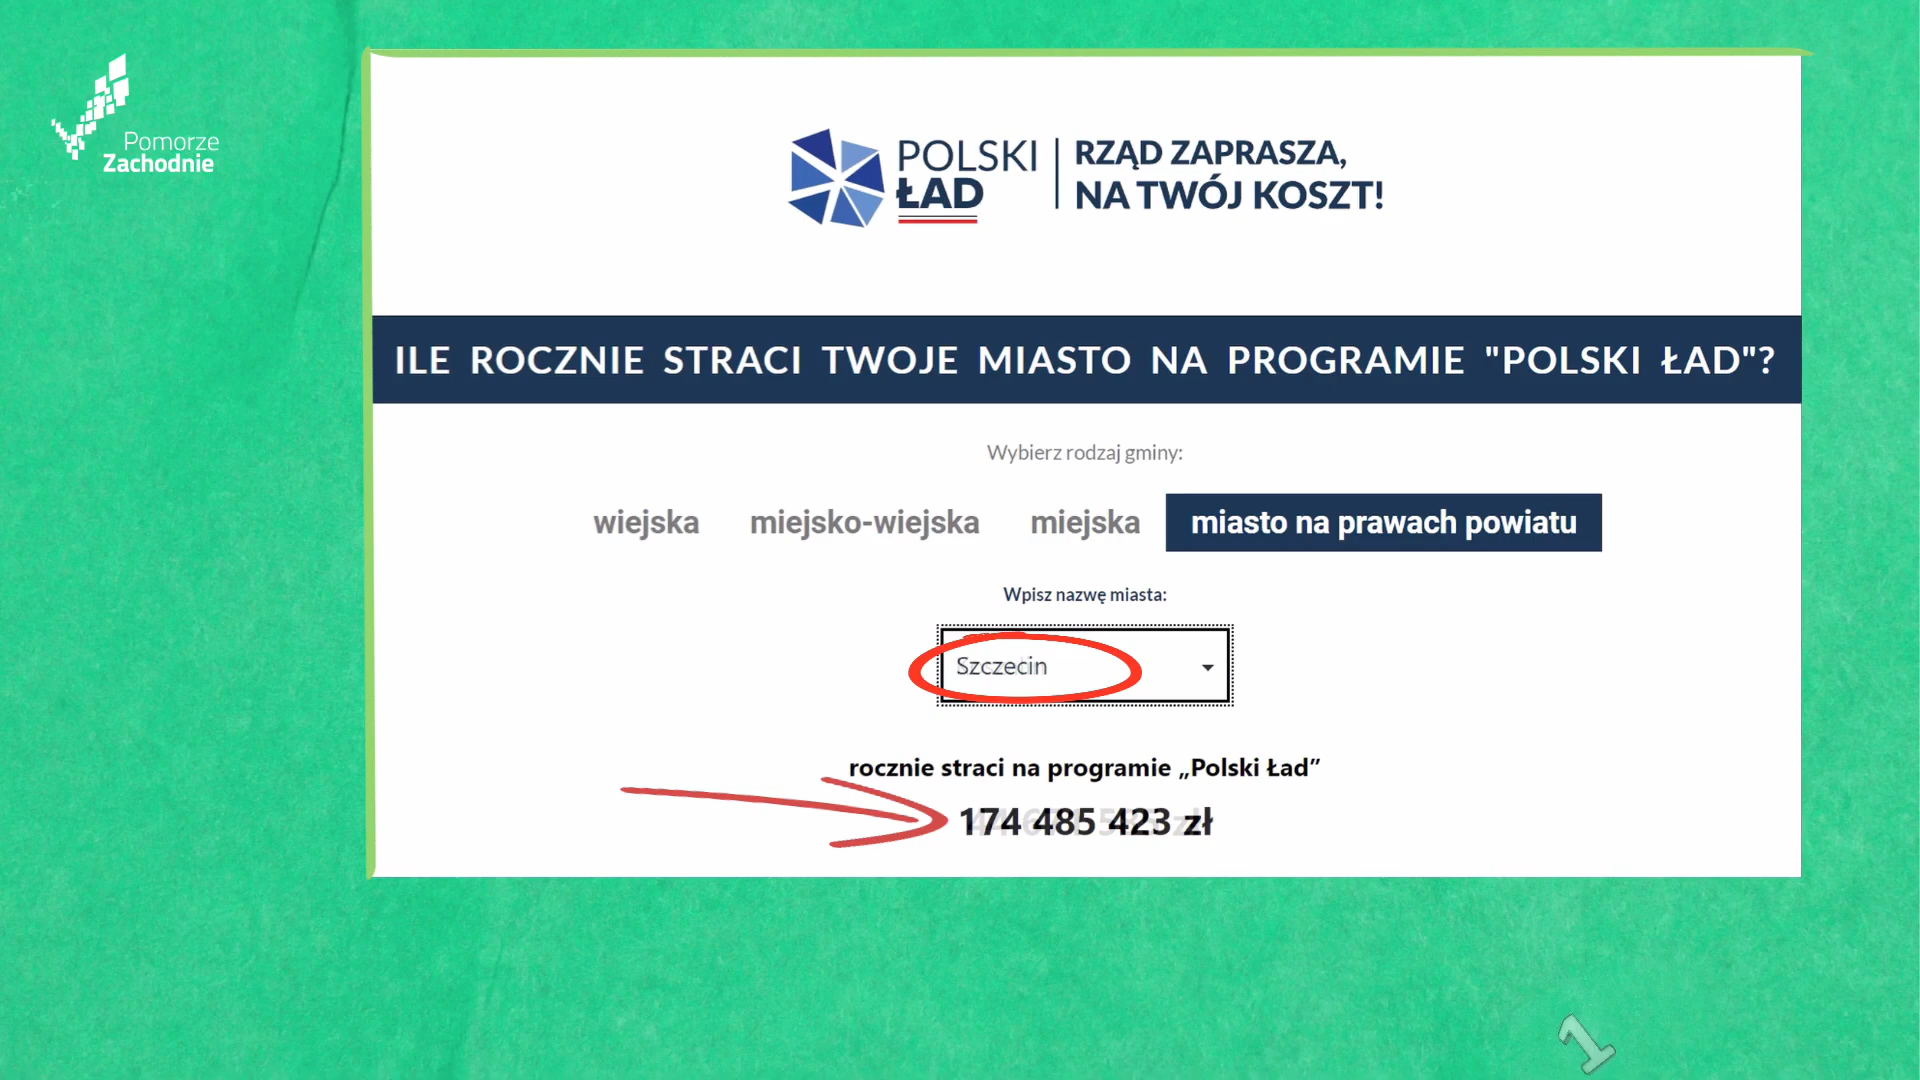 Pomorze
Zachodnie
POLSKI
ŁAD
RZĄD ZAPRASZA,
NA TWÓJ KOSZT!
ILE ROCZNIE STRACI TWOJE MIASTO NA PROGRAMIE "POLSKI ŁAD"?
Wybierz rodzaj gminy:
wiejska miejsko-wiejska miejska miasto na prawach powiatu
Wpisz nazwę miasta:
Szczecin
rocznie straci na programie „Polski Ład”
174 485 423 zł
1